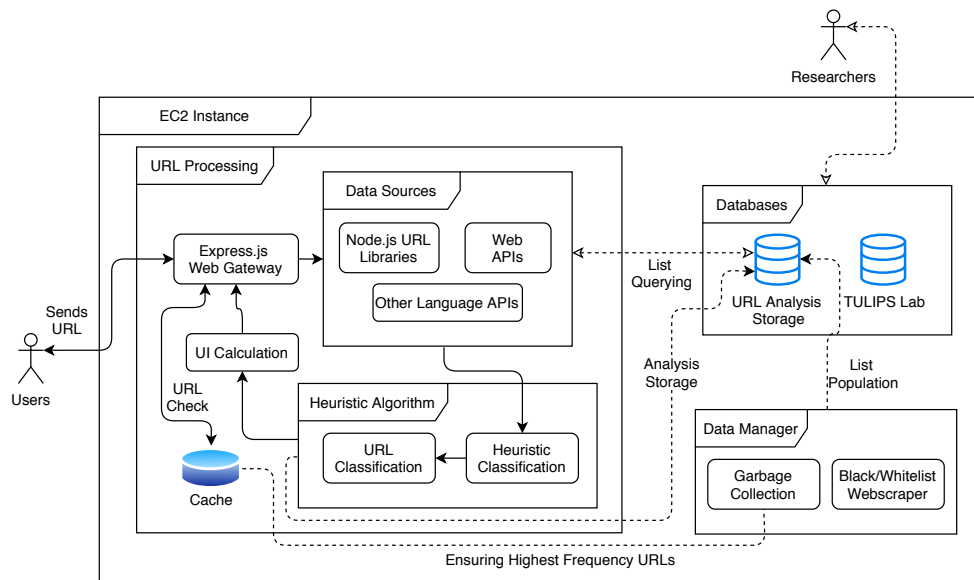 Researchers
EC2 Instance
URL Processing
Data Sources
Node.js URL
Libraries
Web
APIs
Other Language APIs
Express.js
Web Gateway
Sends
URL
Users
UI Calculation
URL
Check
Cache
Heuristic Algorithm
URL
Classification
Heuristic
Classification
List
Querying
Analysis
Storage
Databases
URL Analysis
Storage
TULIPS Lab
List
Population
Data Manager
Garbage
Collection
Black/Whitelist
Webscraper
Ensuring Highest Frequency URLs